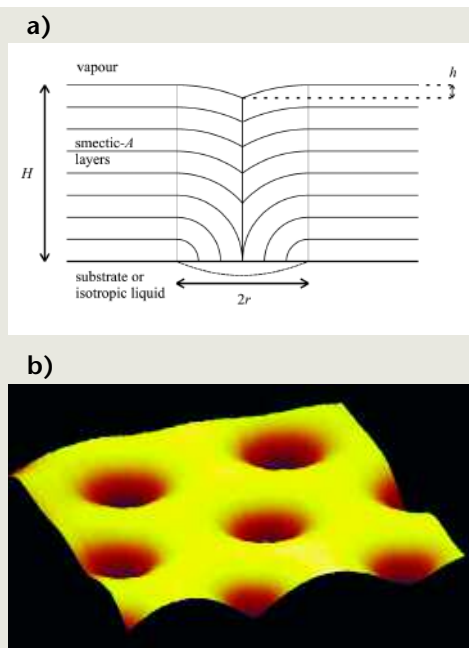 a)
vapour
h
smectic-A
layers
H
substrate or
isotropic liquid
2r
b)